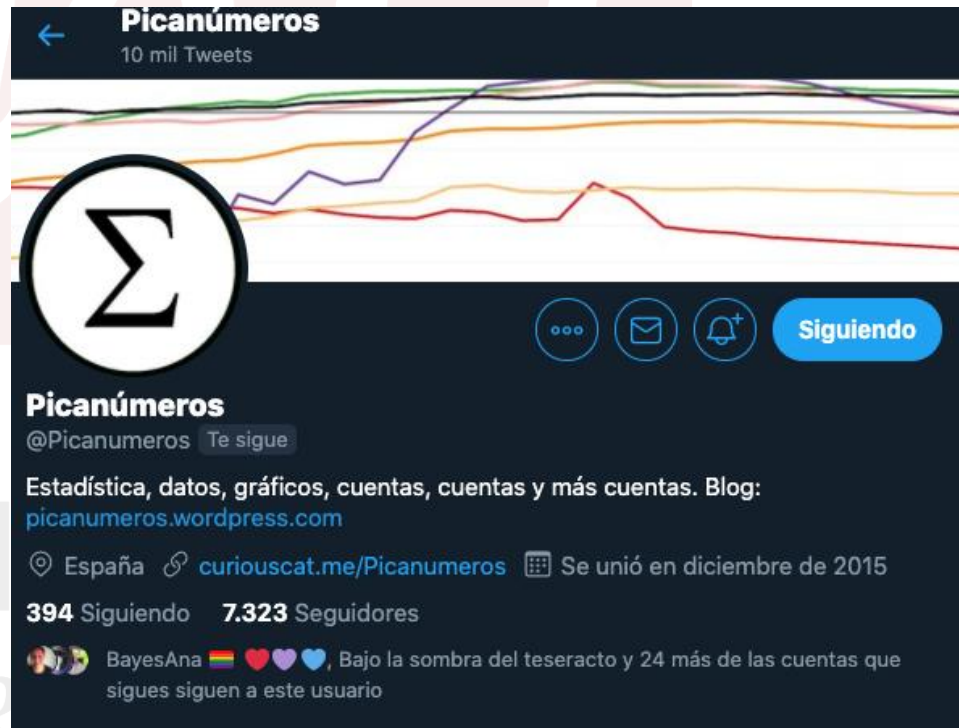 Picanúmeros
10 mil Tweets
Σ
Siguiendo
Picanúmeros
@Picanumeros Te sigue
Estadística, datos, gráficos, cuentas, cuentas y más cuentas. Blog:
picanumeros.wordpress.com
España curiouscat.me/Picanumeros Se unió en diciembre de 2015
394 Siguiendo 7.323 Seguidores
BayesAna 🏳️‍🌈 ❤️💜💙, Bajo la sombra del teseracto y 24 más de las cuentas que
sigues siguen a este usuario